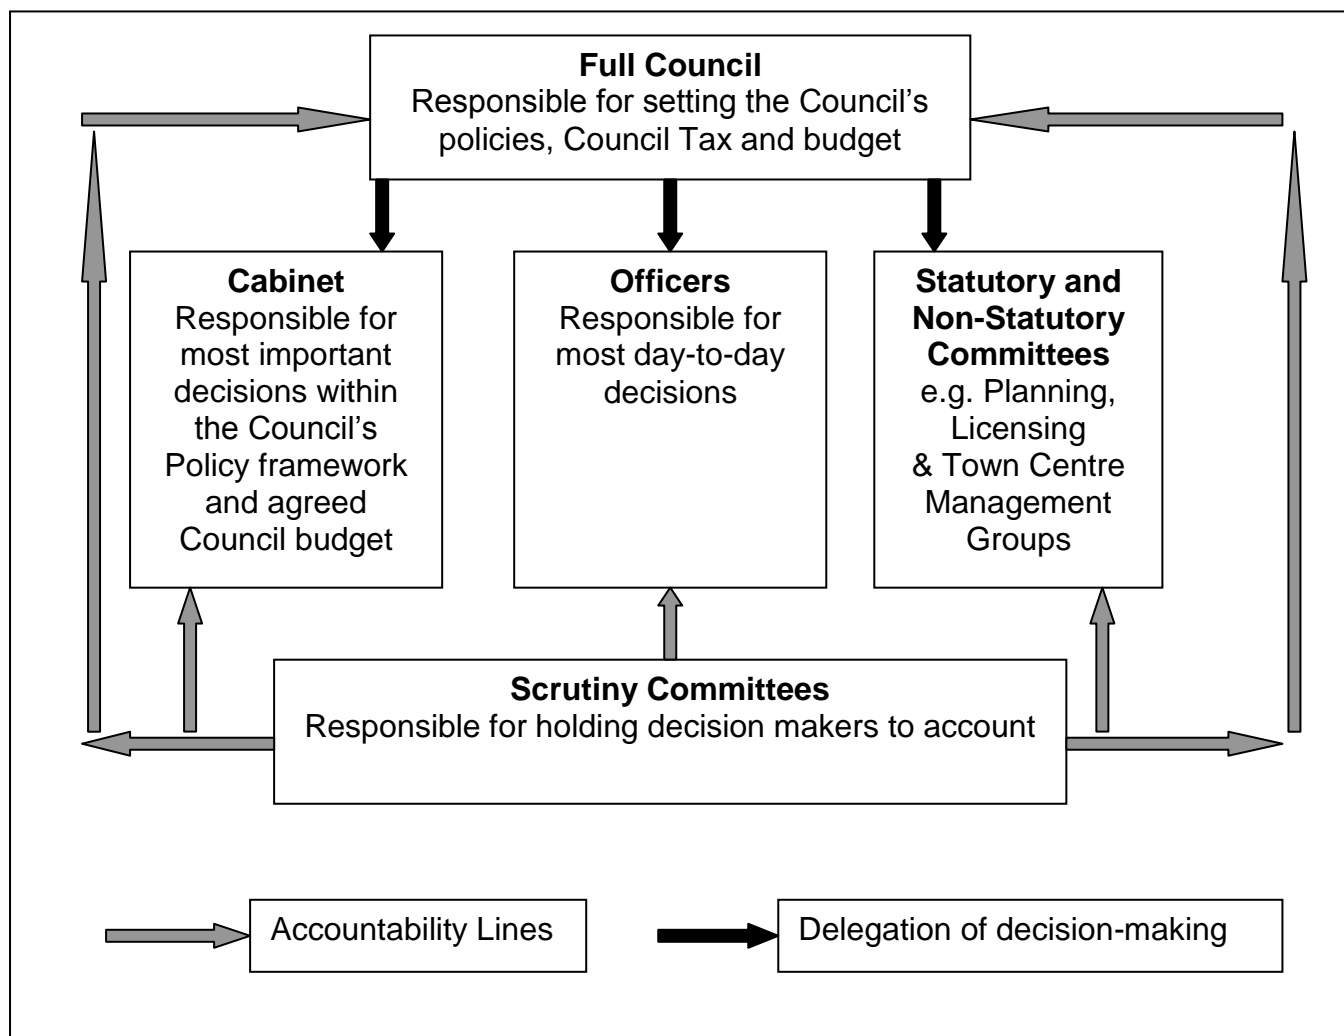 Full Council
Responsible for setting the Council's
policies, Council Tax and budget
Cabinet
Responsible for
most important
decisions within
the Council's
Policy framework
and agreed
Council budget
Officers
Responsible for
most day-to-day
decisions
Statutory and
Non-Statutory
Committees
e.g. Planning,
Licensing
& Town Centre
Management
Groups
Scrutiny Committees
Responsible for holding decision makers to account
Accountability Lines
Delegation of decision-making